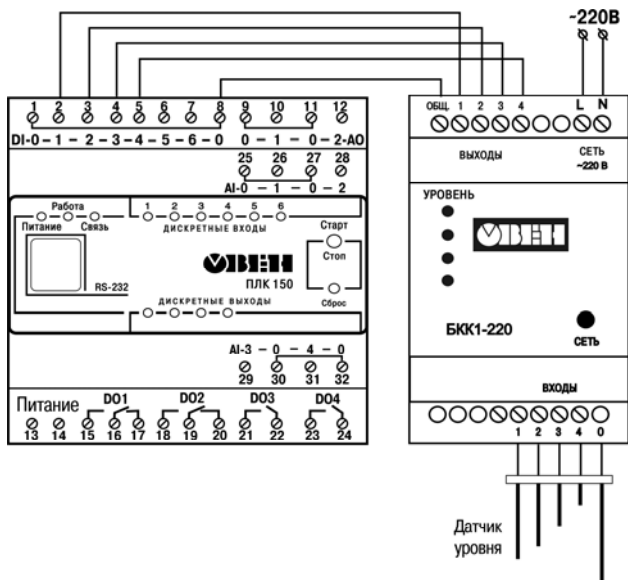 ~220В
ОБЩ. 1 2 3 4 L N
1 2 3 4 5 6 7 8 9 10 11 12
DI-0-1-2-3-4-5-6-0 0-1-0-2-АО
ВЫХОДЫ
СЕТЬ
~220 В
25 26 27 28
AI-0-1-0-2
УРОВЕНЬ
Работа
Питание Связь
1 2 3 4 5 6
ДИСКРЕТНЫЕ ВХОДЫ
Старт
Стоп
ОВЕН
ОВЕН
ПЛК 150
RS-232
ДИСКРЕТНЫЕ ВЫХОДЫ
Сброс
БКК1-220
СЕТЬ
AI-3-0-4-0
29 30 31 32
ВХОДЫ
Питание
DO1 DO2 DO3 DO4
13 14 15 16 17 18 19 20 21 22 23 24
1 2 3 4 0
Датчик
уровня